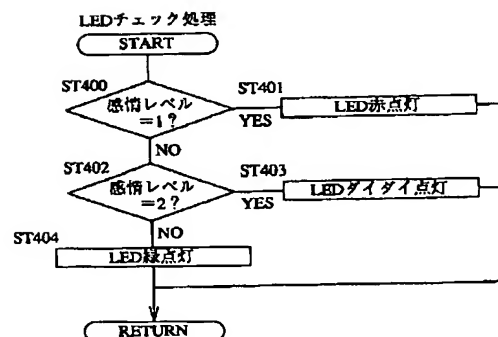 LEDチェック処理
START
ST400
感情レベル
=1?
YES
ST401
LED赤点灯
NO
ST402
感情レベル
=2?
YES
ST403
LEDダイダイ点灯
NO
ST404
LED緑点灯
RETURN